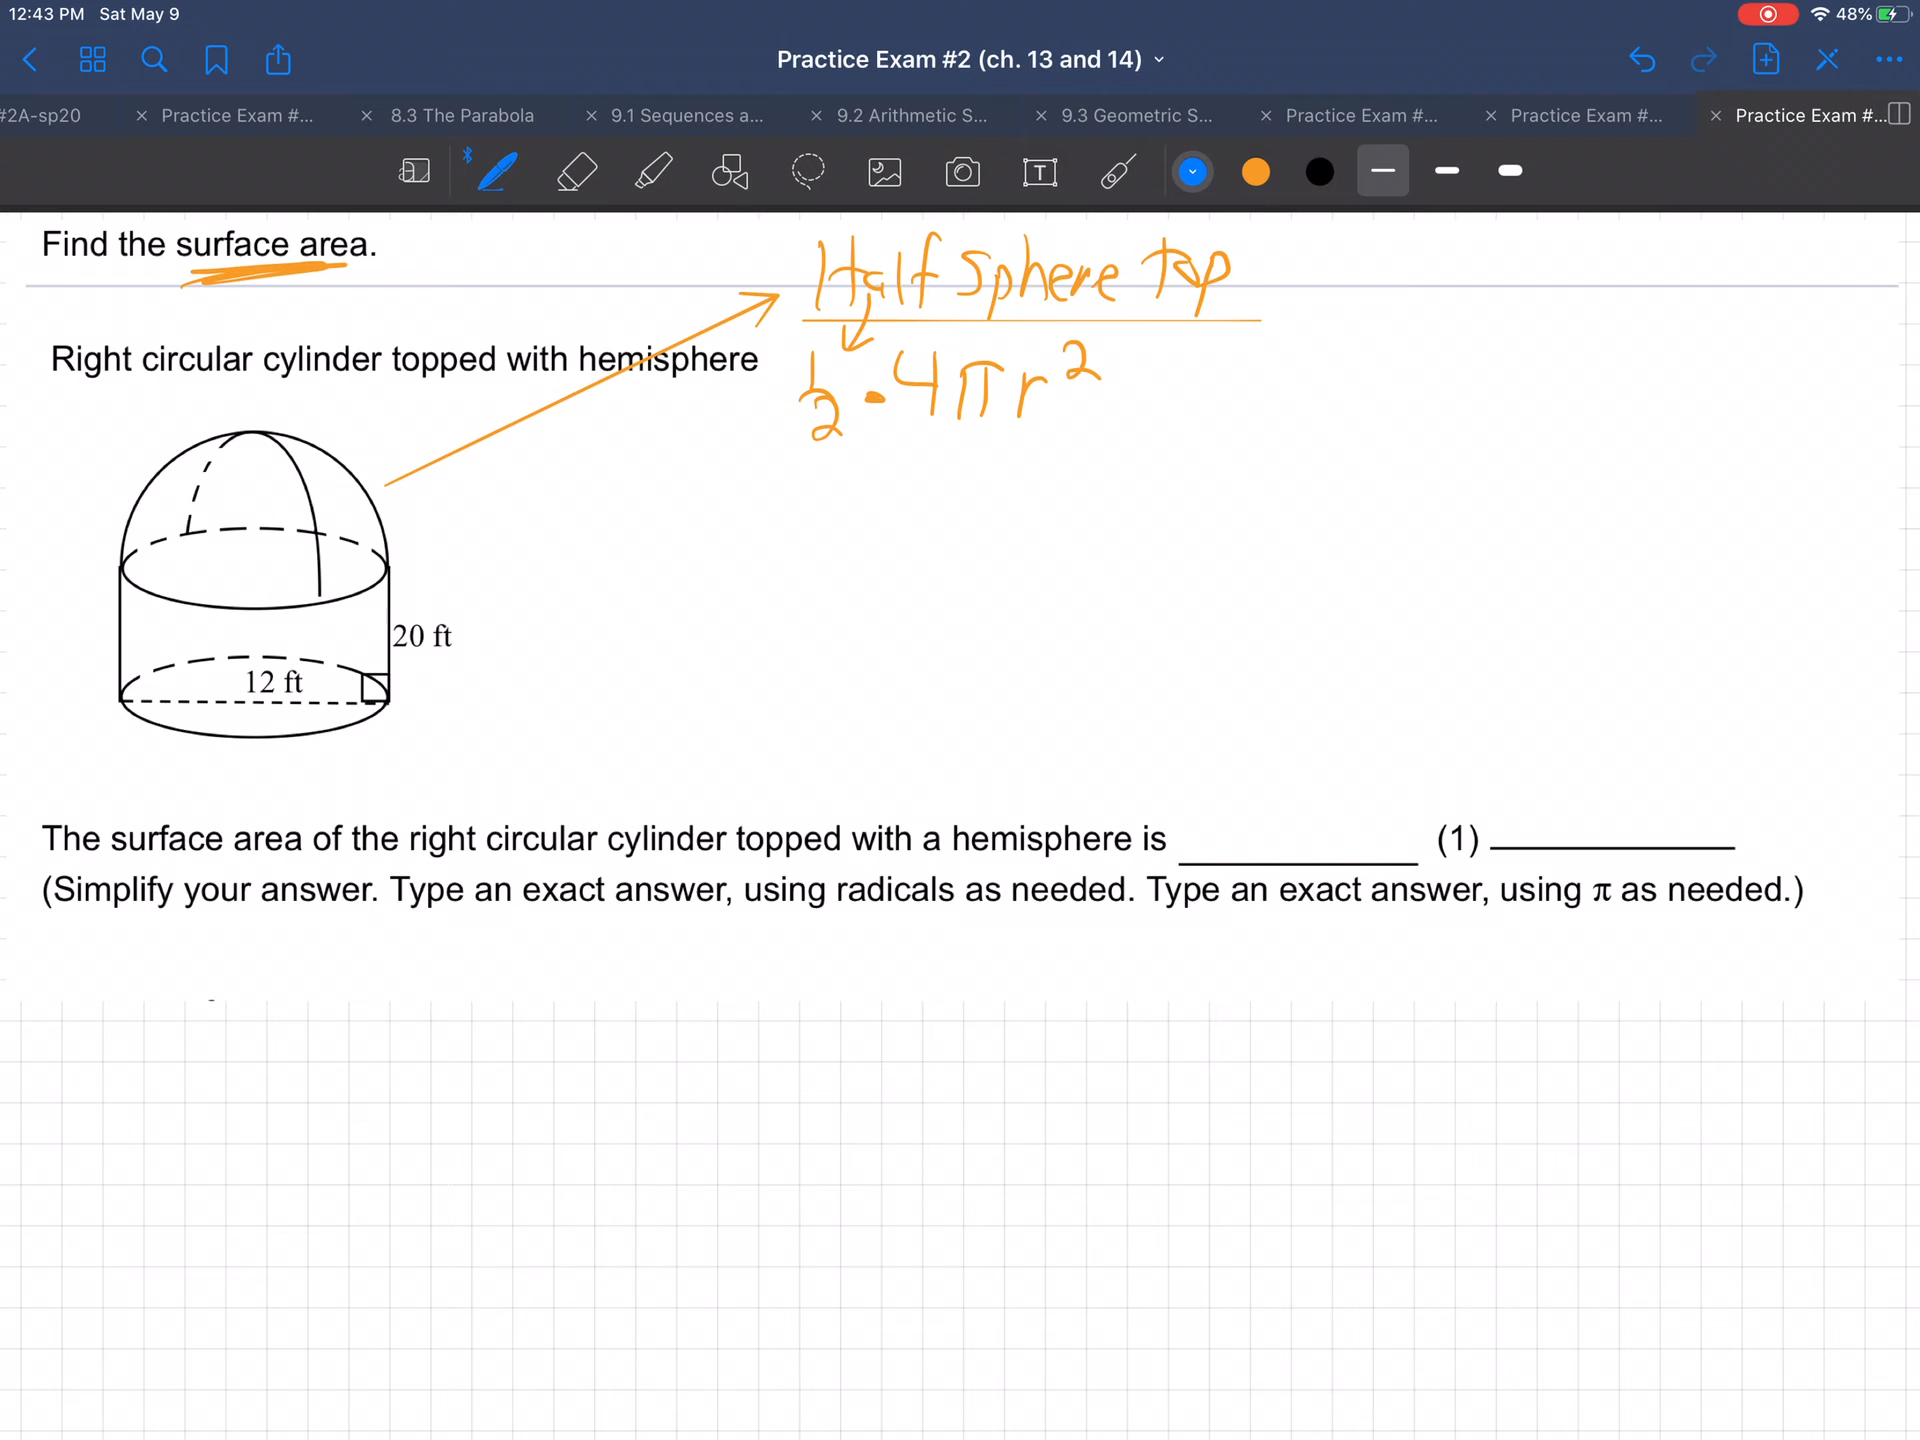 12:43 PM Sat May 9
48%
Practice Exam #2 (ch. 13 and 14)
#2A-sp20
Practice Exam #...
8.3 The Parabola
9.1 Sequences a...
9.2 Arithmetic S...
9.3 Geometric S...
Practice Exam #...
Practice Exam #...
Practice Exam #...
T
Find the surface area.
Half Sphere Top
Right circular cylinder topped with hemisphere
1/2 · 4πr²
20 ft
12 ft
The surface area of the right circular cylinder topped with a hemisphere is ________ (1) ________
(Simplify your answer. Type an exact answer, using radicals as needed. Type an exact answer, using π as needed.)